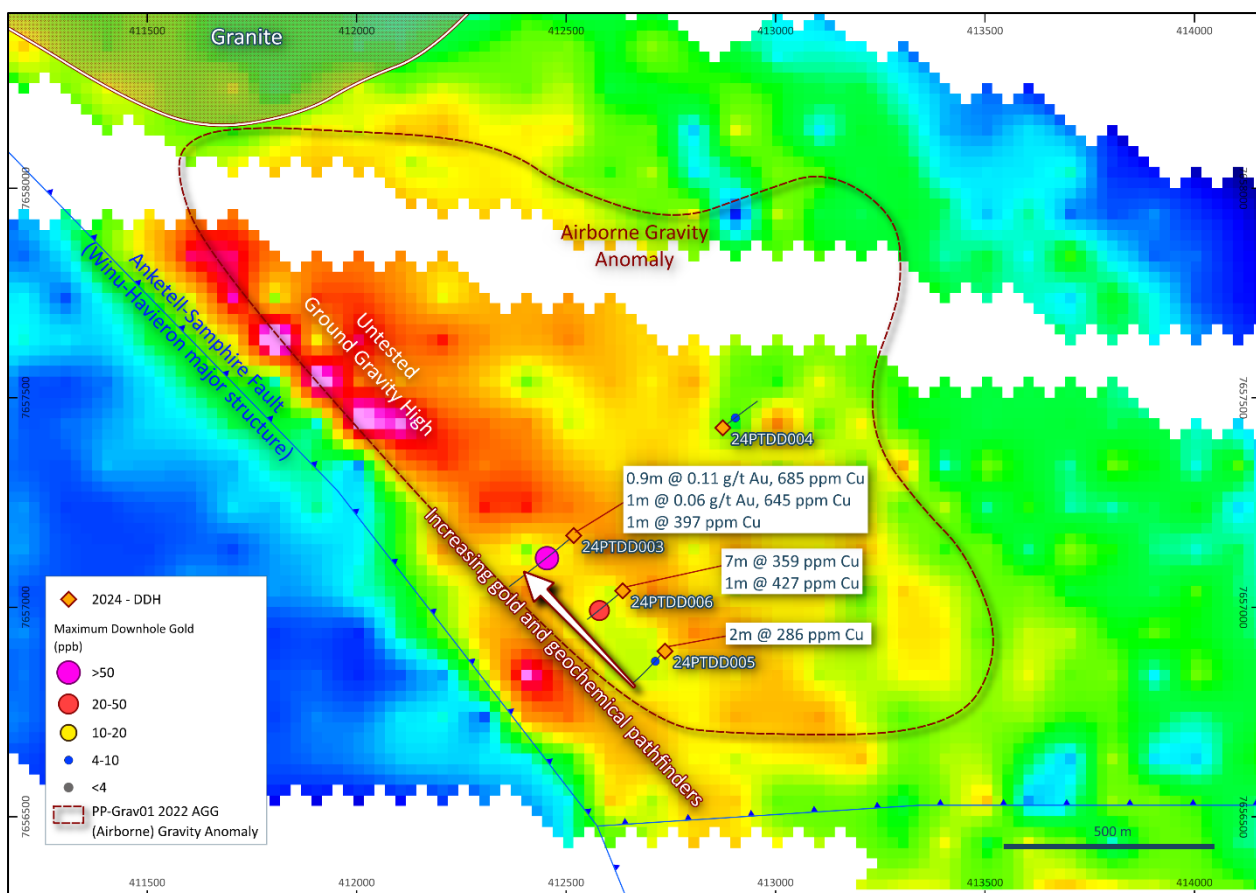 411500
412000
412500
413000
413500
414000
Granite
7658000
7658000
Airborne Gravity
Anomaly
Anketell-Samphire Fault
(Winu-Havieron major structure)
Untested
Ground Gravity High
7657500
7657500
24PTDD004
0.9m @ 0.11 g/t Au, 685 ppm Cu
1m @ 0.06 g/t Au, 645 ppm Cu
1m @ 397 ppm Cu
24PTDD003
7m @ 359 ppm Cu
1m @ 427 ppm Cu
24PTDD006
2m @ 286 ppm Cu
24PTDD005
Increasing gold and geochemical pathfinders
7657000
7657000
2024 - DDH
Maximum Downhole Gold
(ppb)
>50
20-50
10-20
4-10
<4
PP-Grav01 2022 AGG
(Airborne) Gravity Anomaly
7656500
7656500
500 m
411500
412000
412500
413000
413500
414000